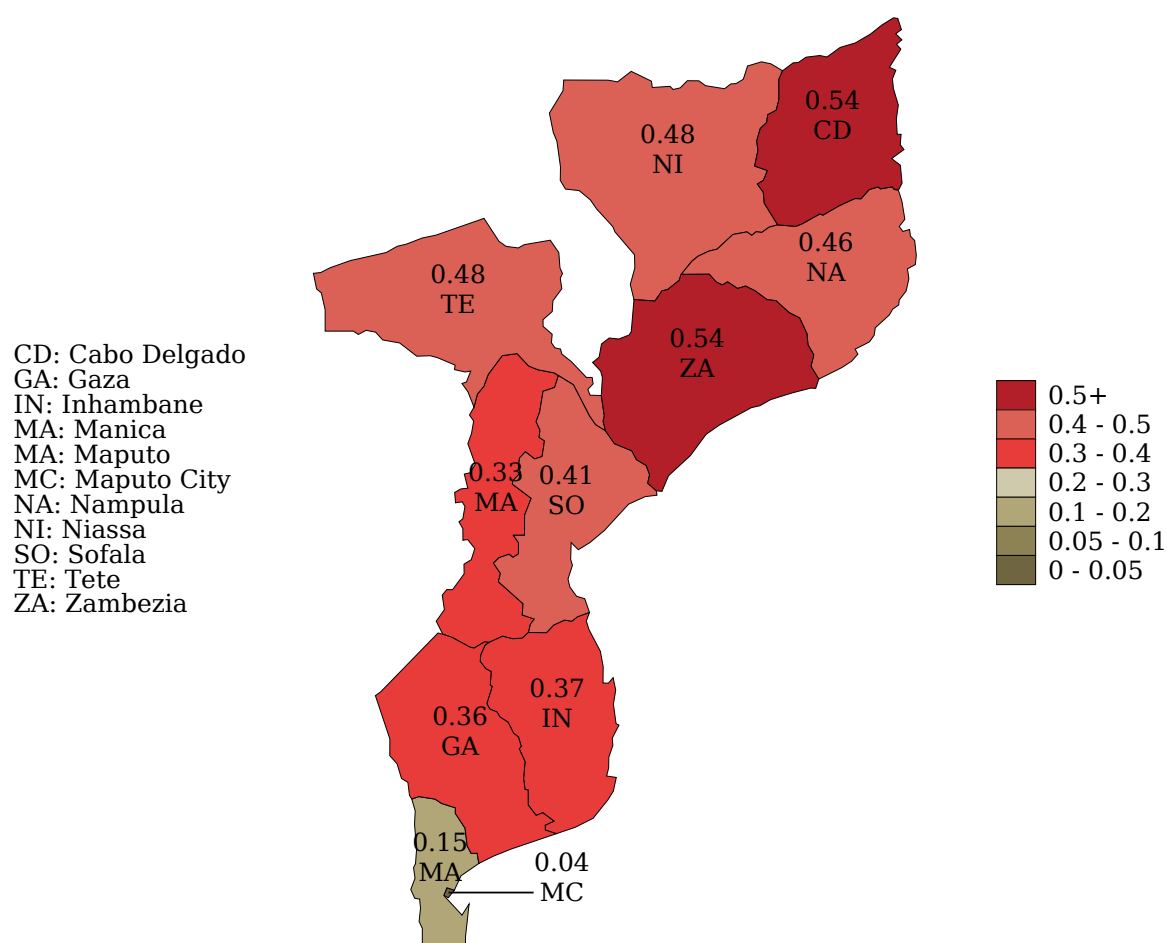 0.54
CD
0.48
NI
0.46
NA
0.48
TE
0.54
ZA
CD: Cabo Delgado
GA: Gaza
IN: Inhambane
MA: Manica
MA: Maputo
MC: Maputo City
NA: Nampula
NI: Niassa
SO: Sofala
TE: Tete
ZA: Zambezia
0.33
MA
0.41
SO
0.5+
0.4 - 0.5
0.3 - 0.4
0.2 - 0.3
0.1 - 0.2
0.05 - 0.1
0 - 0.05
0.37
IN
0.36
GA
0.15
MA
0.04
MC